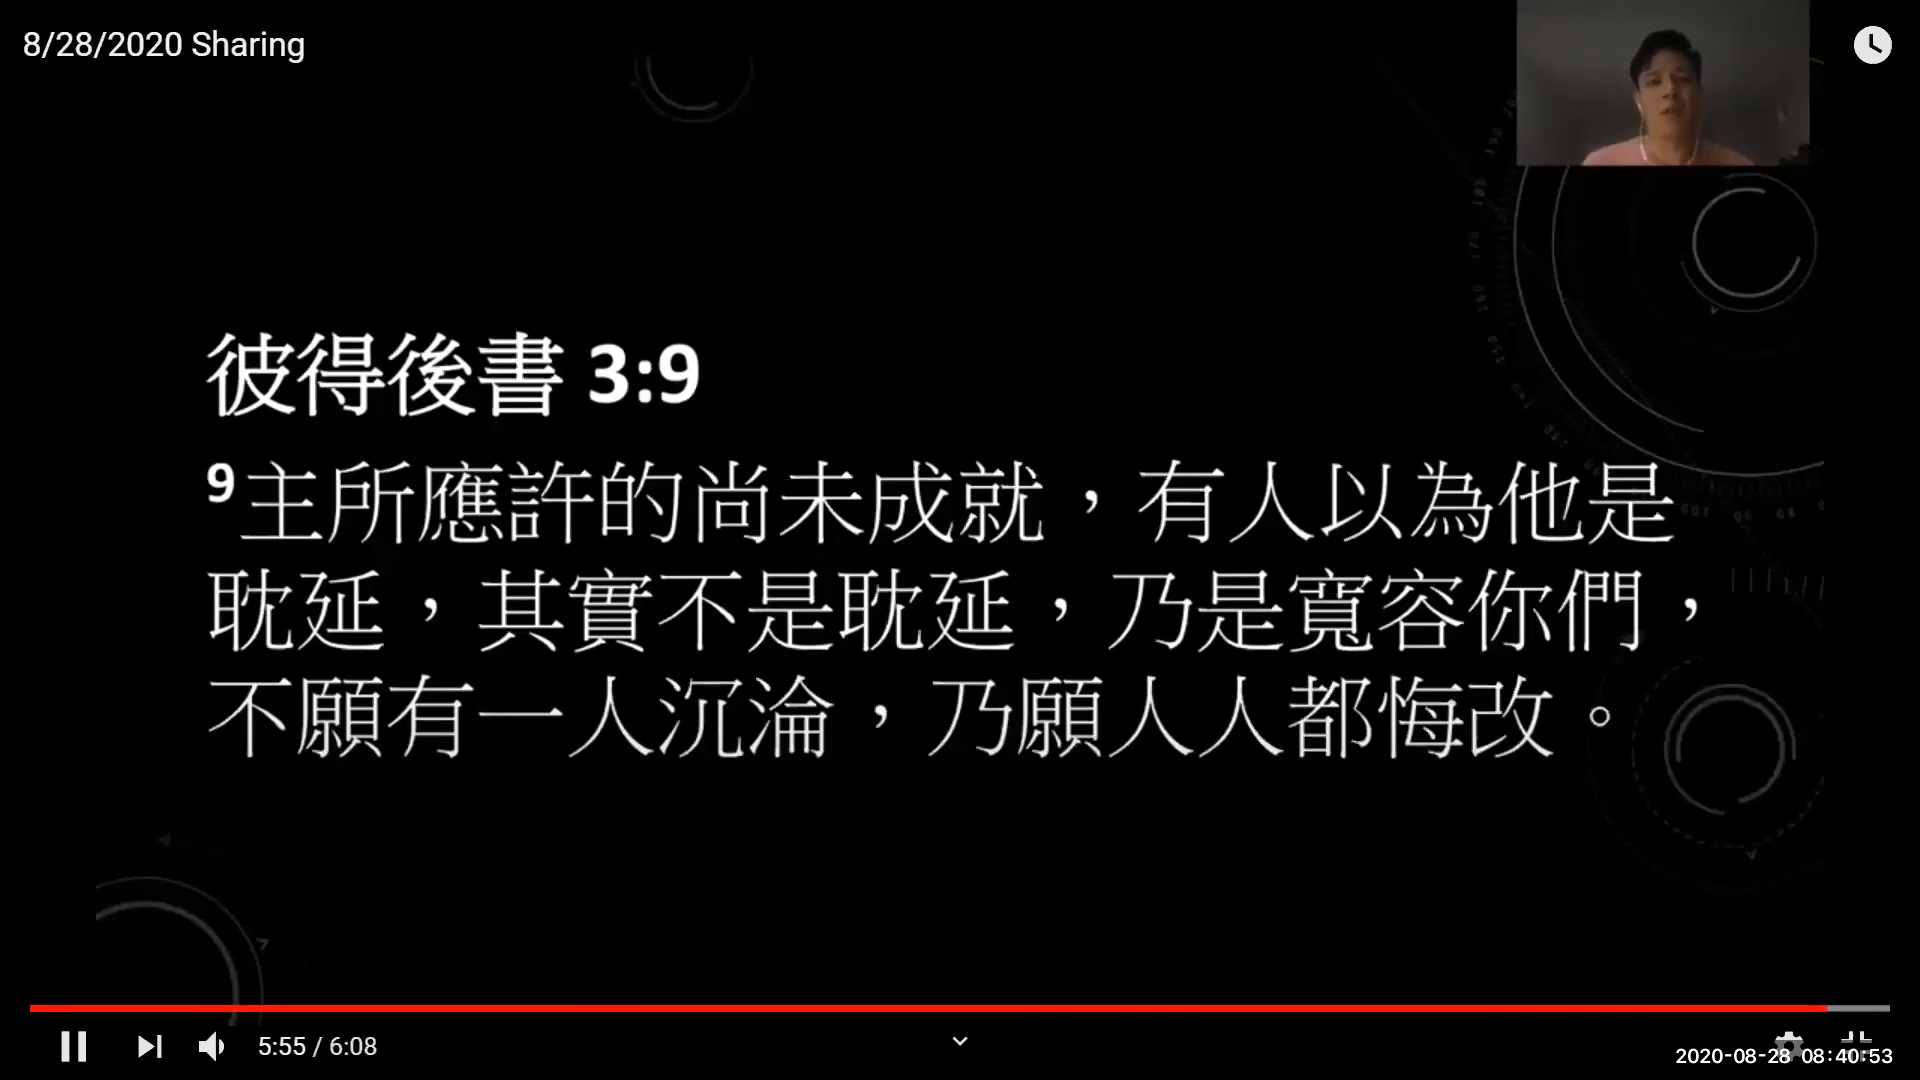 8/28/2020 Sharing
彼得後書 3:9
9主所應許的尚未成就，有人以為他是
耽延，其實不是耽延，乃是寬容你們，
不願有一人沉淪，乃願人人都悔改。
5:55 / 6:08
2020-08-28 08:40:53